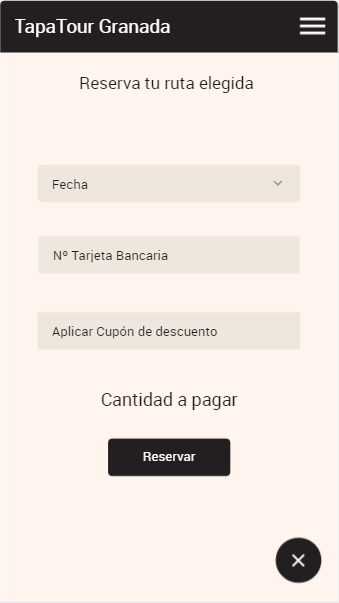 TapaTour Granada
Reserva tu ruta elegida
Fecha
Nº Tarjeta Bancaria
Aplicar Cupón de descuento
Cantidad a pagar
Reservar